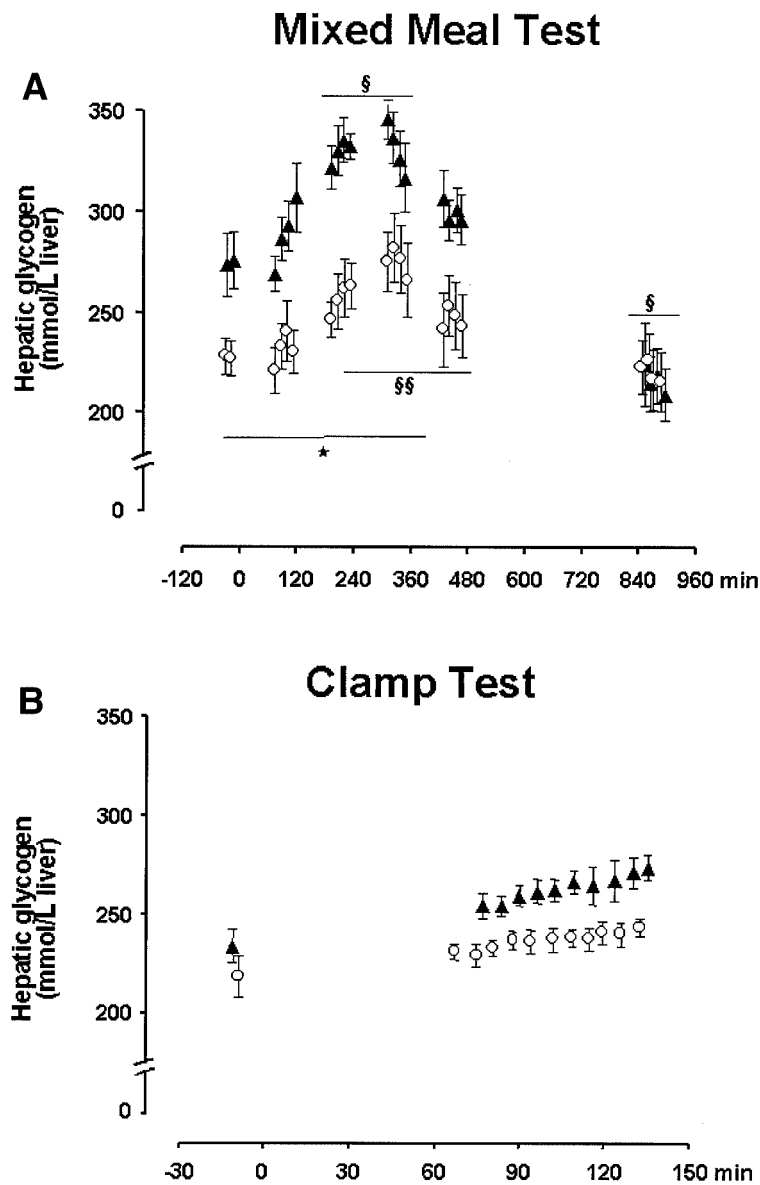 Mixed Meal Test
A
§
350
300
250
200
0
Hepatic glycogen
(mmol/L liver)
§
§§
★
-120 0 120 240 360 480 600 720 840 960 min
Clamp Test
B
350
300
250
200
0
Hepatic glycogen
(mmol/L liver)
-30 0 30 60 90 120 150 min